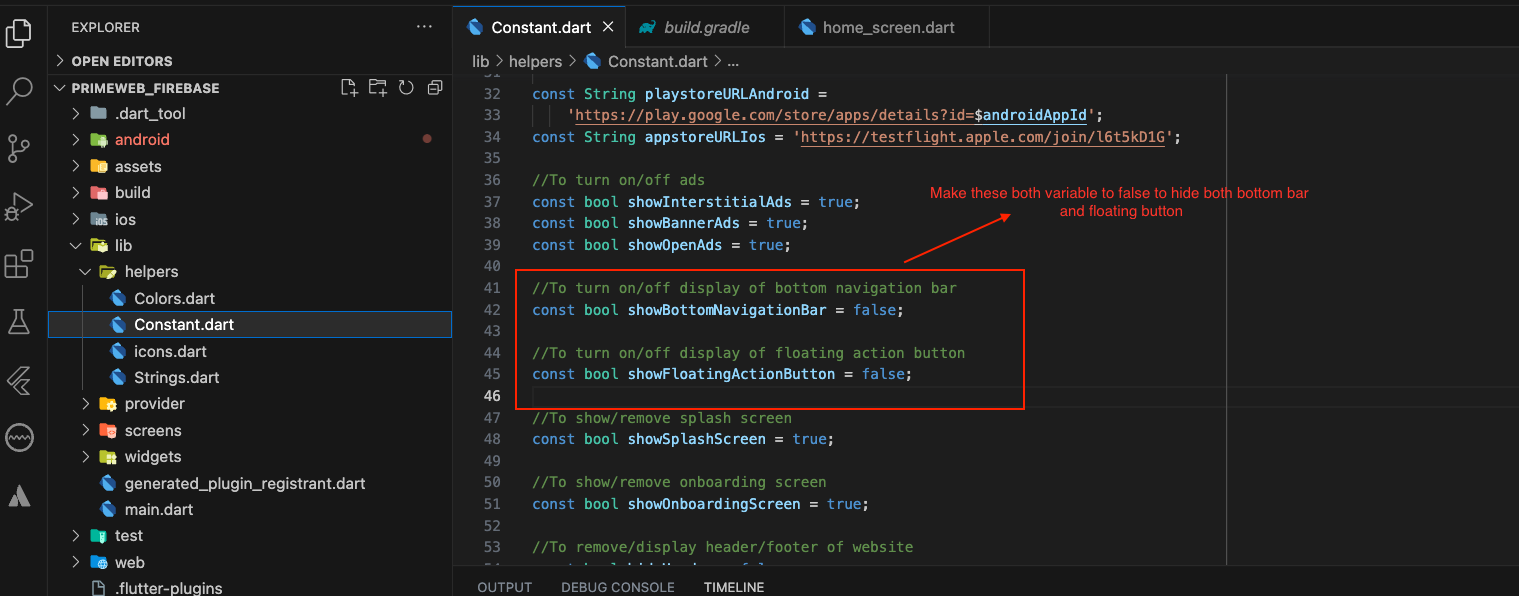 EXPLORER
OPEN EDITORS
PRIMEWEB_FIREBASE
.dart_tool
android
assets
build
ios
lib
helpers
Colors.dart
Constant.dart
icons.dart
Strings.dart
provider
screens
widgets
generated_plugin_registrant.dart
main.dart
test
web
.flutter-plugins
Constant.dart
build.gradle
home_screen.dart
lib > helpers > Constant.dart > ...
32 const String playstoreURLAndroid =
33 'https://play.google.com/store/apps/details?id=$androidAppId';
34 const String appstoreURLIos = 'https://testflight.apple.com/join/l6t5kD1G';
35
36 //To turn on/off ads
37 const bool showInterstitialAds = true;
38 const bool showBannerAds = true;
39 const bool showOpenAds = true;
40
41 //To turn on/off display of bottom navigation bar
42 const bool showBottomNavigationBar = false;
43
44 //To turn on/off display of floating action button
45 const bool showFloatingActionButton = false;
46
47 //To show/remove splash screen
48 const bool showSplashScreen = true;
49
50 //To show/remove onboarding screen
51 const bool showOnboardingScreen = true;
52
53 //To remove/display header/footer of website
Make these both variable to false to hide both bottom bar
and floating button
OUTPUT
DEBUG CONSOLE
TIMELINE